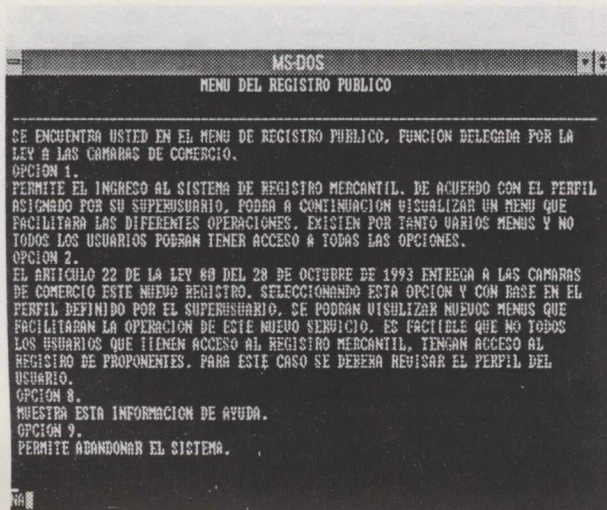 MS-DOS
MENU DEL REGISTRO PUBLICO
SE ENCUENTRA USTED EN EL MENU DE REGISTRO PUBLICO, FUNCION DELEGADA POR LA
LEY A LAS CAMARAS DE COMERCIO.
OPCION 1.
PERMITE EL INGRESO AL SISTEMA DE REGISTRO MERCANTIL. DE ACUERDO CON EL PERFIL
ASIGNADO POR SU SUPERUSUARIO, PODRA A CONTINUACION VISUALIZAR UN MENU QUE
FACILITARA LAS DIFERENTES OPERACIONES. EXISTEN POR TANTO VARIOS MENUS Y NO
TODOS LOS USUARIOS PODRAN TENER ACCESO A TODAS LAS OPCIONES.
OPCION 2.
EL ARTICULO 22 DE LA LEY 80 DEL 28 DE OCTUBRE DE 1993 ENTREGA A LAS CAMARAS
DE COMERCIO ESTE NUEVO REGISTRO. SELECCIONANDO ESTA OPCION Y CON BASE EN EL
PERFIL DEFINIDO POR EL SUPERUSUARIO, SE PODRAN VISULIZAR NUEVOS MENUS QUE
FACILITARAN LA OPERACION DE ESTE NUEVO SERVICIO. ES FACTIBLE QUE NO TODOS
LOS USUARIOS QUE TIENEN ACCESO AL REGISTRO MERCANTIL, TENGAN ACCESO AL
REGISTRO DE PROPONENTES, PARA ESTE CASO SE DEBERA REVISAR EL PERFIL DEL
USUARIO.
OPCION 8.
MUESTRA ESTA INFORMACION DE AYUDA.
OPCION 9.
PERMITE ABANDONAR EL SISTEMA.
NA